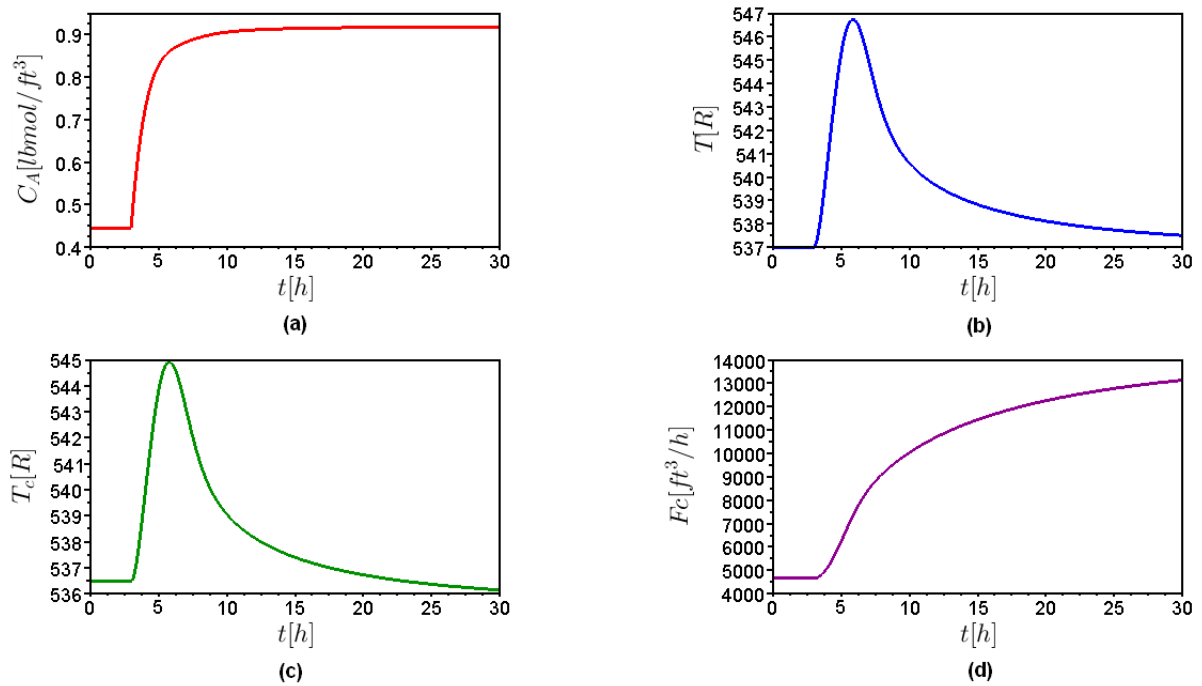 0.9
0.8
0.7
0.6
0.5
0.4
C_A[lbmol/ft^3]
0 5 10 15 20 25 30
t[h]
(a)
547
546
545
544
543
542
541
540
539
538
537
T[R]
0 5 10 15 20 25 30
t[h]
(b)
545
544
543
542
541
540
539
538
537
536
T_c[R]
0 5 10 15 20 25 30
t[h]
(c)
14000
13000
12000
11000
10000
9000
8000
7000
6000
5000
4000
Fc[ft^3/h]
0 5 10 15 20 25 30
t[h]
(d)